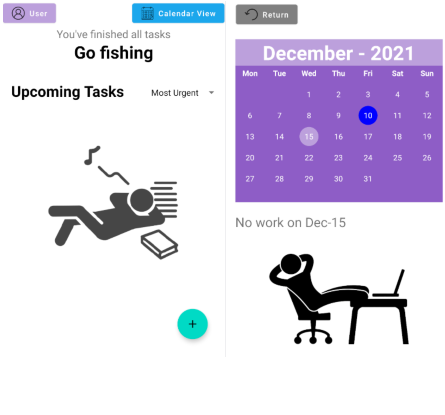 User
Calendar View
You've finished all tasks
Go fishing
Upcoming Tasks
Most Urgent
+
Return
December - 2021
Mon Tue Wed Thu Fri Sat Sun
1 2 3 4 5
6 7 8 9 10 11 12
13 14 15 16 17 18 19
20 21 22 23 24 25 26
27 28 29 30 31
No work on Dec-15